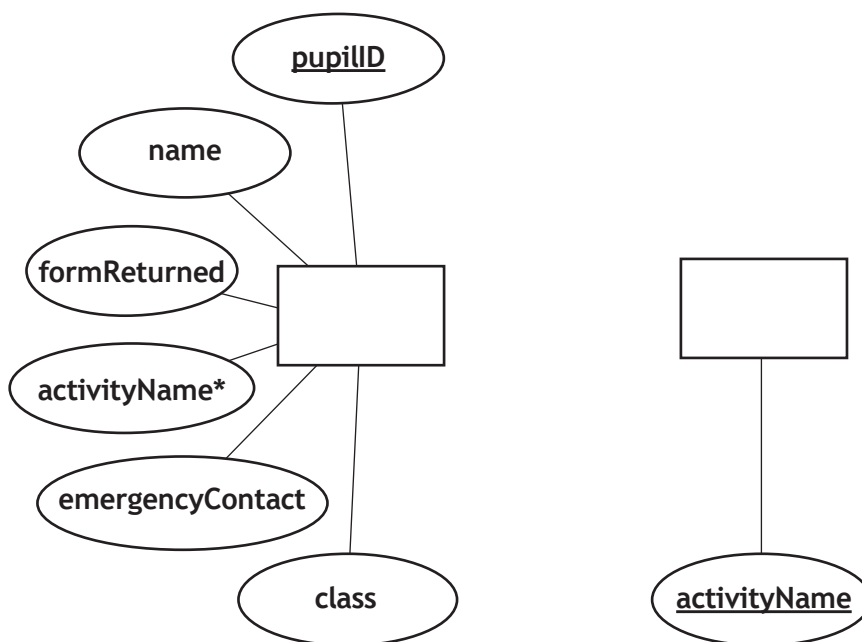 pupilID
name
formReturned
activityName*
emergencyContact
class
activityName